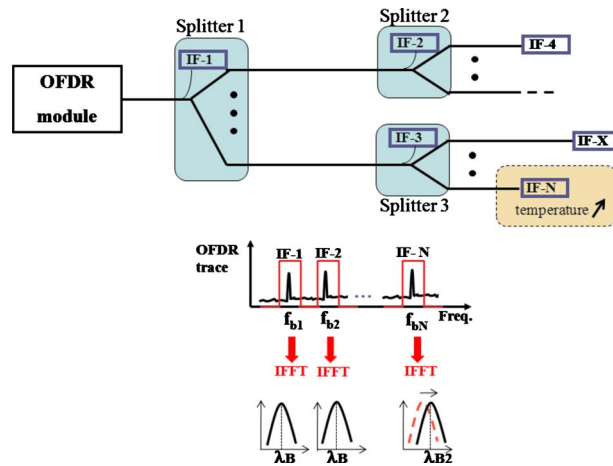 Splitter 1
Splitter 2
IF-1
IF-2
IF-4
OFDR
module
IF-3
IF-X
IF-N
Splitter 3
temperature
OFDR
trace
IF-1 IF-2 IF- N
...
fb1 fb2 fbN Freq.
IFFT IFFT IFFT
λB λB λB2